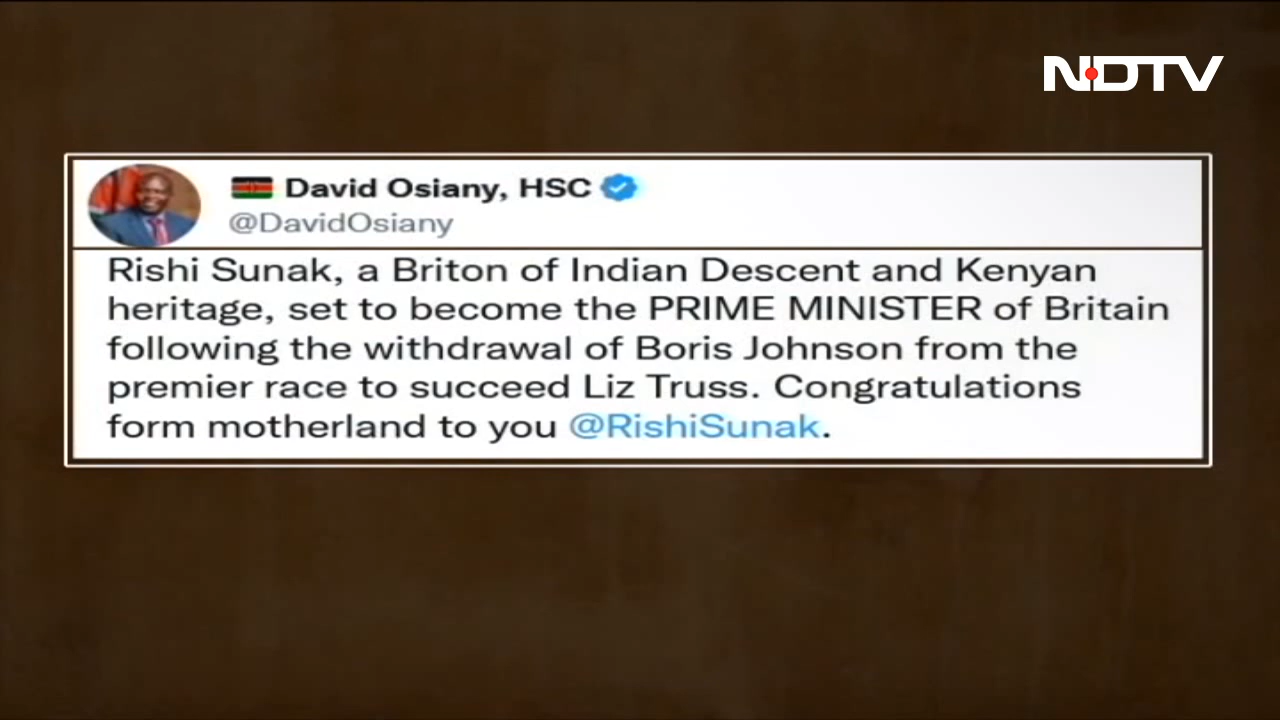 NDTV
David Osiany, HSC
@DavidOsiany
Rishi Sunak, a Briton of Indian Descent and Kenyan
heritage, set to become the PRIME MINISTER of Britain
following the withdrawal of Boris Johnson from the
premier race to succeed Liz Truss. Congratulations
form motherland to you @RishiSunak.